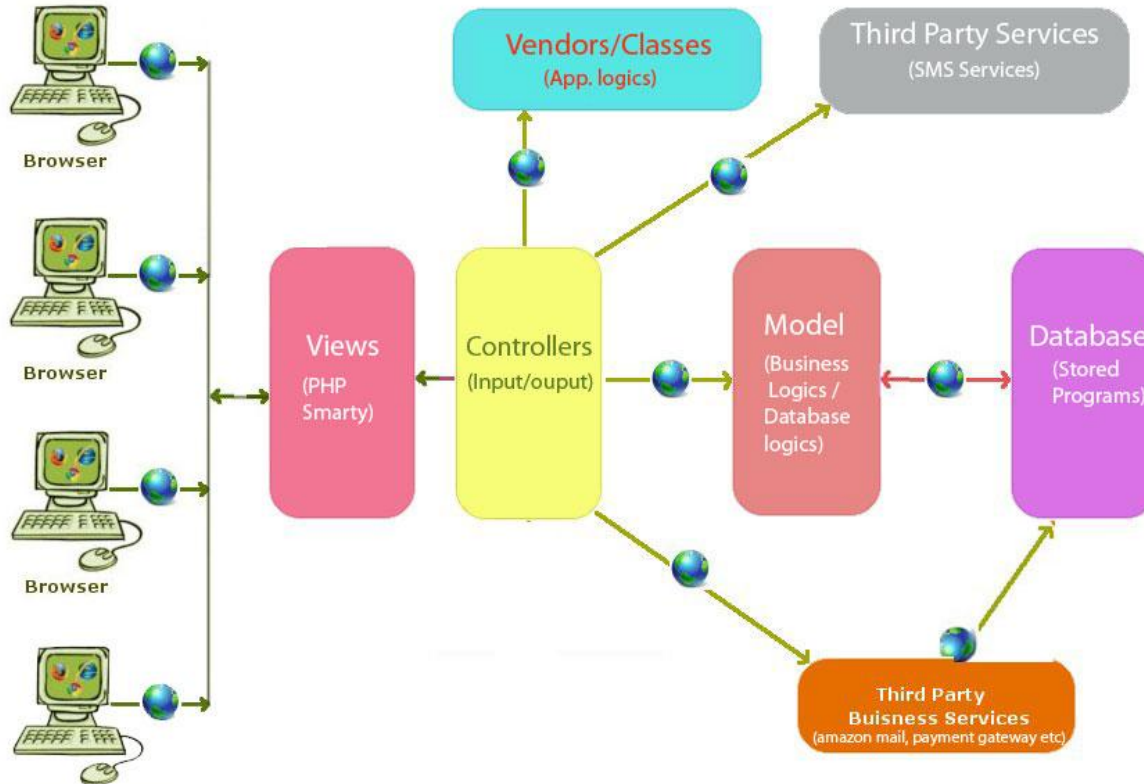 Browser
Browser
Browser
Vendors/Classes
(App. logics)
Third Party Services
(SMS Services)
Views
(PHP
Smarty)
Controllers
(Input/ouput)
Model
(Business
Logics /
Database
logics)
Database
(Stored
Programs)
Third Party
Buisness Services
(amazon mail, payment gateway etc)